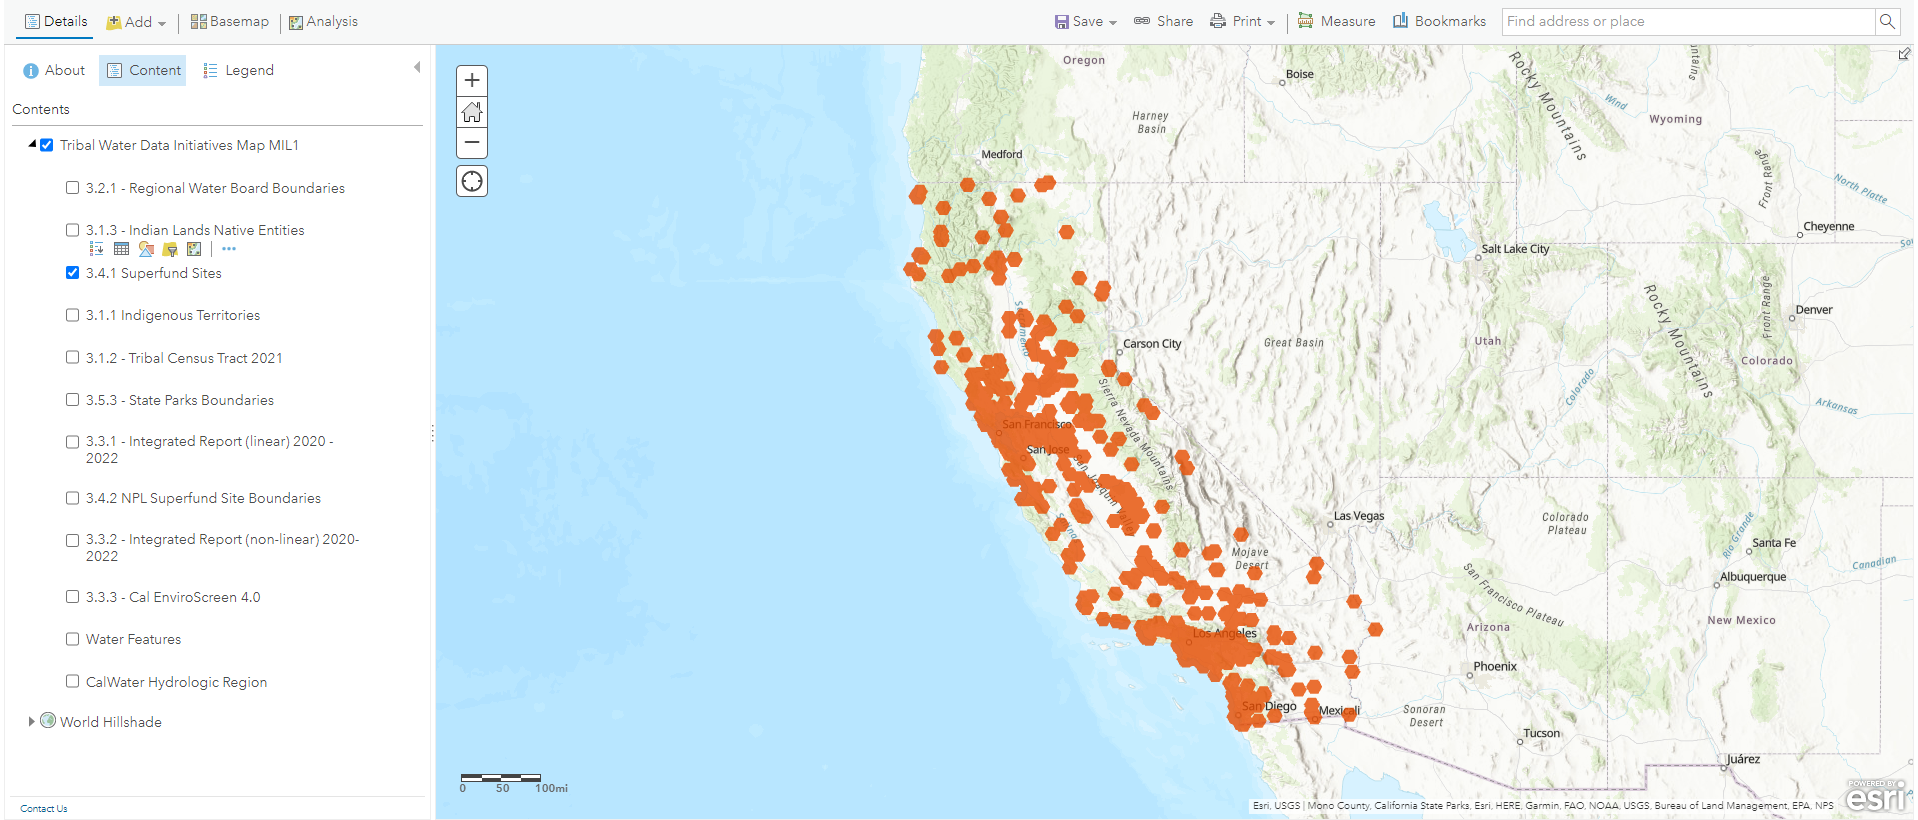 Details
Add
Basemap
Analysis
Save
Share
Print
Measure
Bookmarks
Find address or place
About
Content
Legend
Contents
Tribal Water Data Initiatives Map MIL1
3.2.1 - Regional Water Board Boundaries
3.1.3 - Indian Lands Native Entities
3.4.1 Superfund Sites
3.1.1 Indigenous Territories
3.1.2 - Tribal Census Tract 2021
3.5.3 - State Parks Boundaries
3.3.1 - Integrated Report (linear) 2020 -
2022
3.4.2 NPL Superfund Site Boundaries
3.3.2 - Integrated Report (non-linear) 2020-
2022
3.3.3 - Cal EnviroScreen 4.0
Water Features
CalWater Hydrologic Region
World Hillshade
Contact Us
Oregon
Boise
Rocky Mountains
Wind
Wyoming
Harney
Basin
Medford
Front Range
North Platte
Cheyenne
Salt Lake City
Rocky Mountains
Front Range
Denver
Carson City
Great Basin
Utah
Colorado
Sierra Nevada Mountains
Colorado
Arkansas
San Francisco
San Jose
San Joaquin Valley
Las Vegas
Colorado
Plateau
Rio Grande
Santa Fe
Mojave
Desert
Canadian
San Francisco Plateau
Albuquerque
Arizona
New Mexico
Los Angeles
Phoenix
San Diego
Mexicali
Sonoran
Desert
Tucson
Juárez
0 50 100mi
Esri, USGS | Mono County, California State Parks, Esri, HERE, Garmin, FAO, NOAA, USGS, Bureau of Land Management, EPA, NPS
POWERED BY
esri